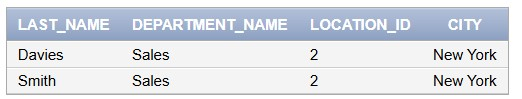 LAST_NAME DEPARTMENT_NAME LOCATION_ID CITY
Davies Sales 2 New York
Smith Sales 2 New York